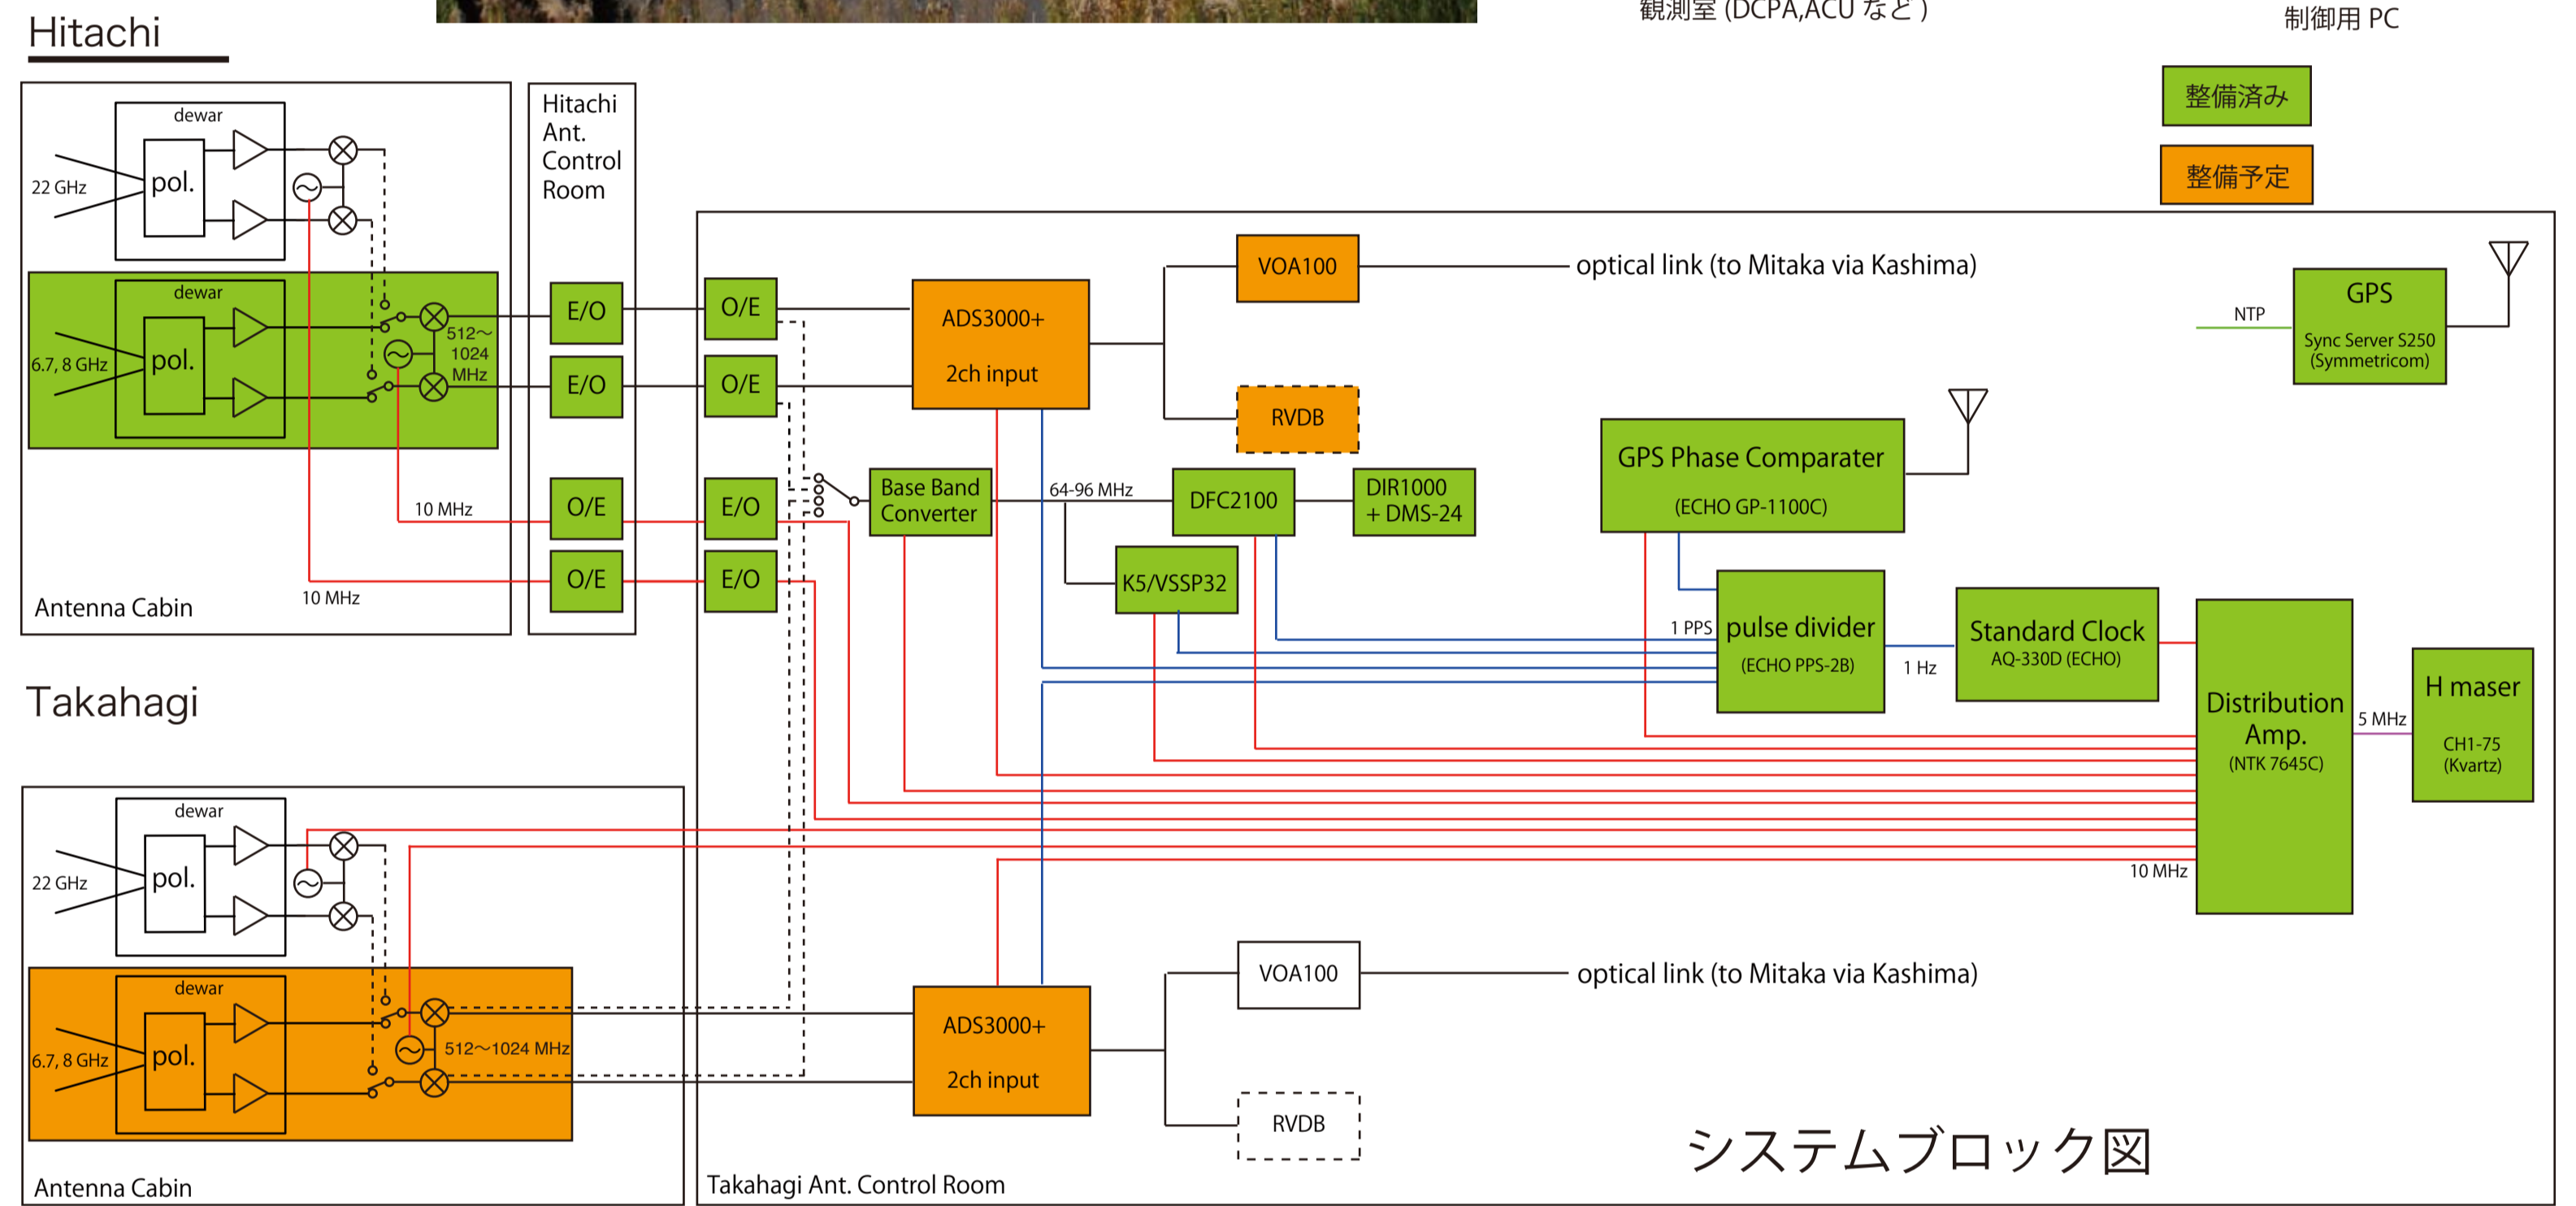 観測室 (DCPA,ACU など )
制御用 PC
Hitachi
整備済み
整備予定
dewar
pol.
22 GHz
dewar
pol.
6.7, 8 GHz
512～
1024
MHz
10 MHz
10 MHz
Antenna Cabin
Hitachi
Ant.
Control
Room
E/O
E/O
O/E
O/E
O/E
O/E
E/O
E/O
ADS3000+
2ch input
VOA100
optical link (to Mitaka via Kashima)
RVDB
Base Band
Converter
64-96 MHz
DFC2100
DIR1000
+ DMS-24
K5/VSSP32
NTP
GPS
Sync Server S250
(Symmetricom)
GPS Phase Comparater
(ECHO GP-1100C)
1 PPS
pulse divider
(ECHO PPS-2B)
1 Hz
Standard Clock
AQ-330D (ECHO)
Distribution
Amp.
(NTK 7645C)
5 MHz
H maser
CH1-75
(Kvartz)
10 MHz
Takahagi
dewar
pol.
22 GHz
dewar
pol.
6.7, 8 GHz
512～1024 MHz
Antenna Cabin
ADS3000+
2ch input
VOA100
optical link (to Mitaka via Kashima)
RVDB
Takahagi Ant. Control Room
システムブロック図